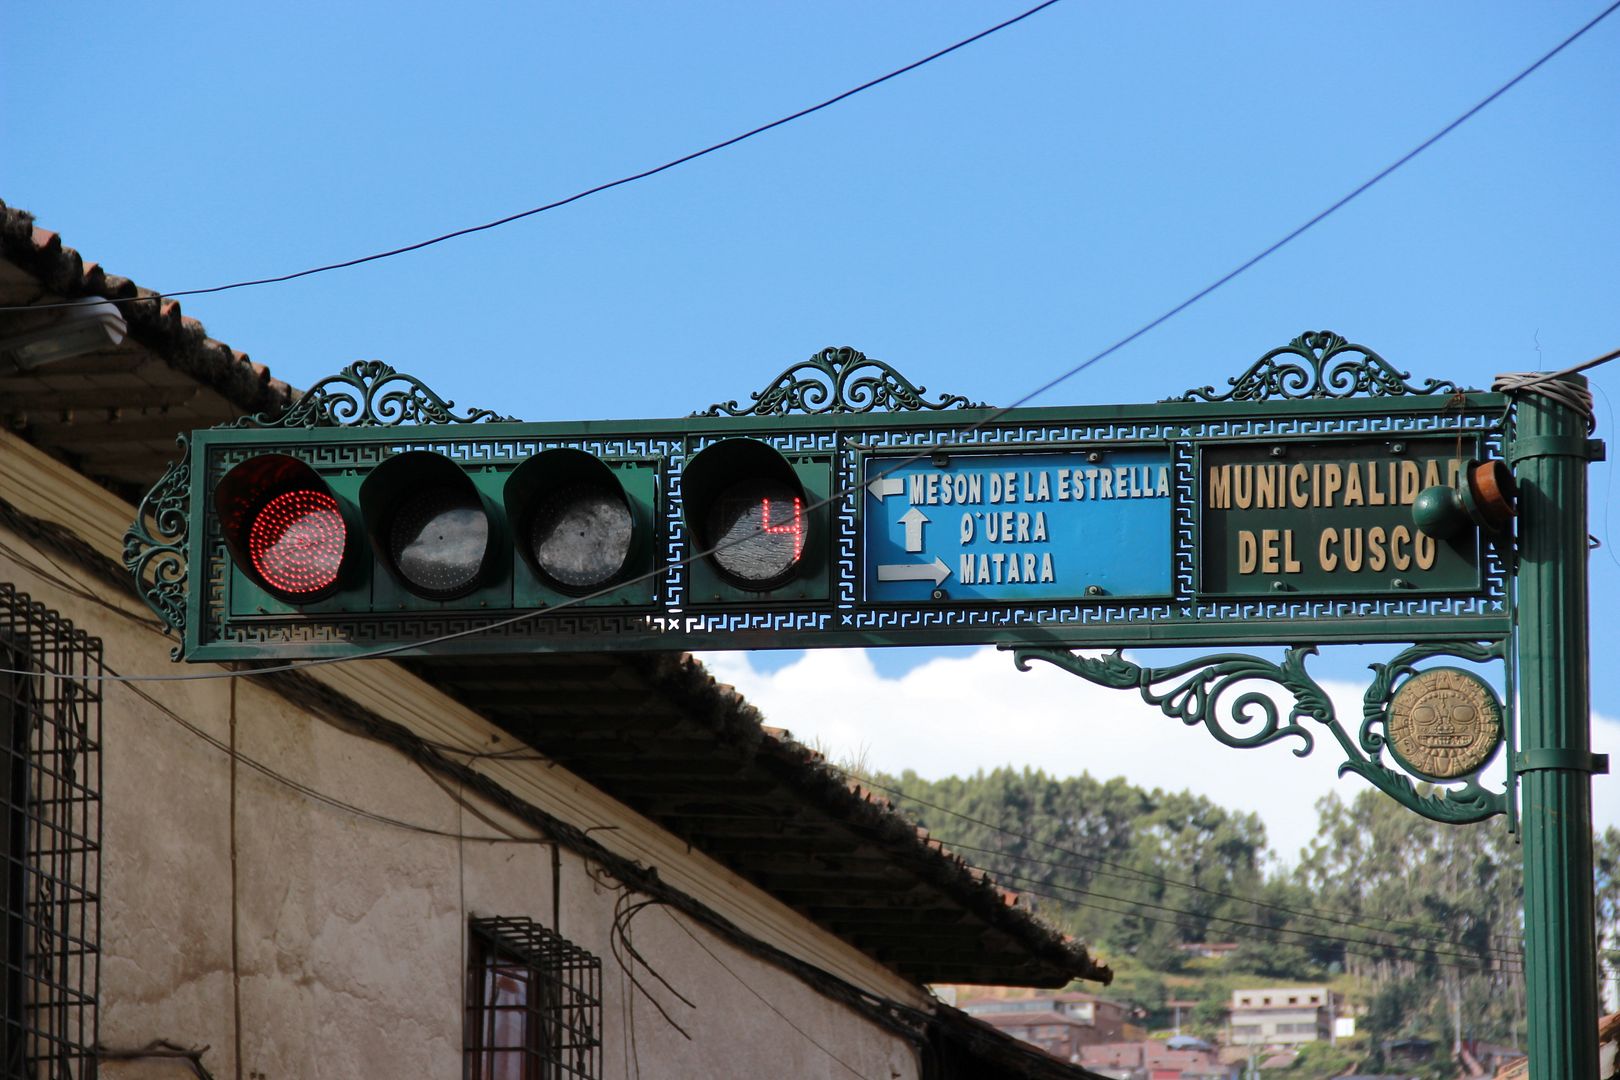 4
MESON DE LA ESTRELLA
Q`UERA
MATARA
MUNICIPALIDAD
DEL CUSCO